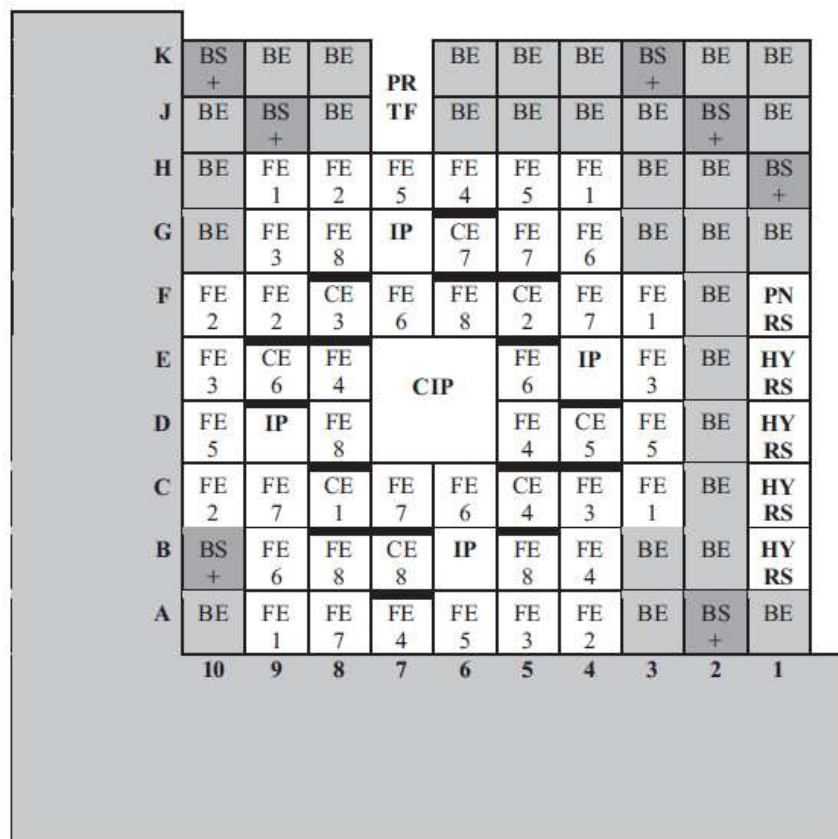 K BS BE BE BE BE BE BS BE BE
+ PR +
J BE BS BE TF BE BE BE BE BS BE
+ +
H BE FE FE FE FE FE FE BE BE BS
1 2 5 4 5 1 +
G BE FE FE IP CE FE FE BE BE BE
3 8 7 7 6
F FE FE CE FE FE CE FE FE BE PN
2 2 3 6 8 2 7 1 RS
E FE CE FE FE IP FE BE HY
3 6 4 CIP 6 3 RS
D FE IP FE FE CE FE BE HY
5 8 4 5 5 RS
C FE FE CE FE FE CE FE FE BE HY
2 7 1 7 6 4 3 1 RS
B BS FE FE CE IP FE FE BE BE HY
+ 6 8 8 8 4 RS
A BE FE FE FE FE FE FE BE BS BE
1 7 4 5 3 2 +
10 9 8 7 6 5 4 3 2 1